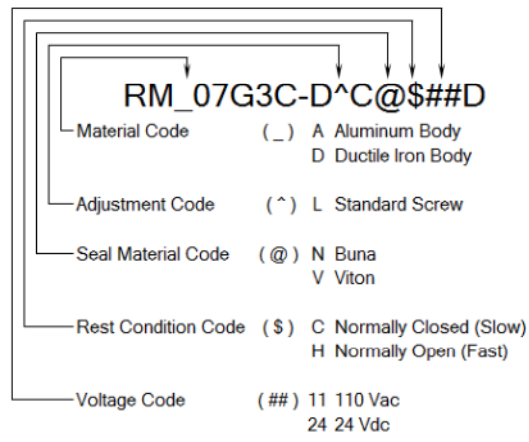 RM_07G3C-D^C@$##D
Material Code (_) A Aluminum Body
D Ductile Iron Body
Adjustment Code (^) L Standard Screw
Seal Material Code (@) N Buna
V Viton
Rest Condition Code ($) C Normally Closed (Slow)
H Normally Open (Fast)
Voltage Code (##) 11 110 Vac
24 24 Vdc